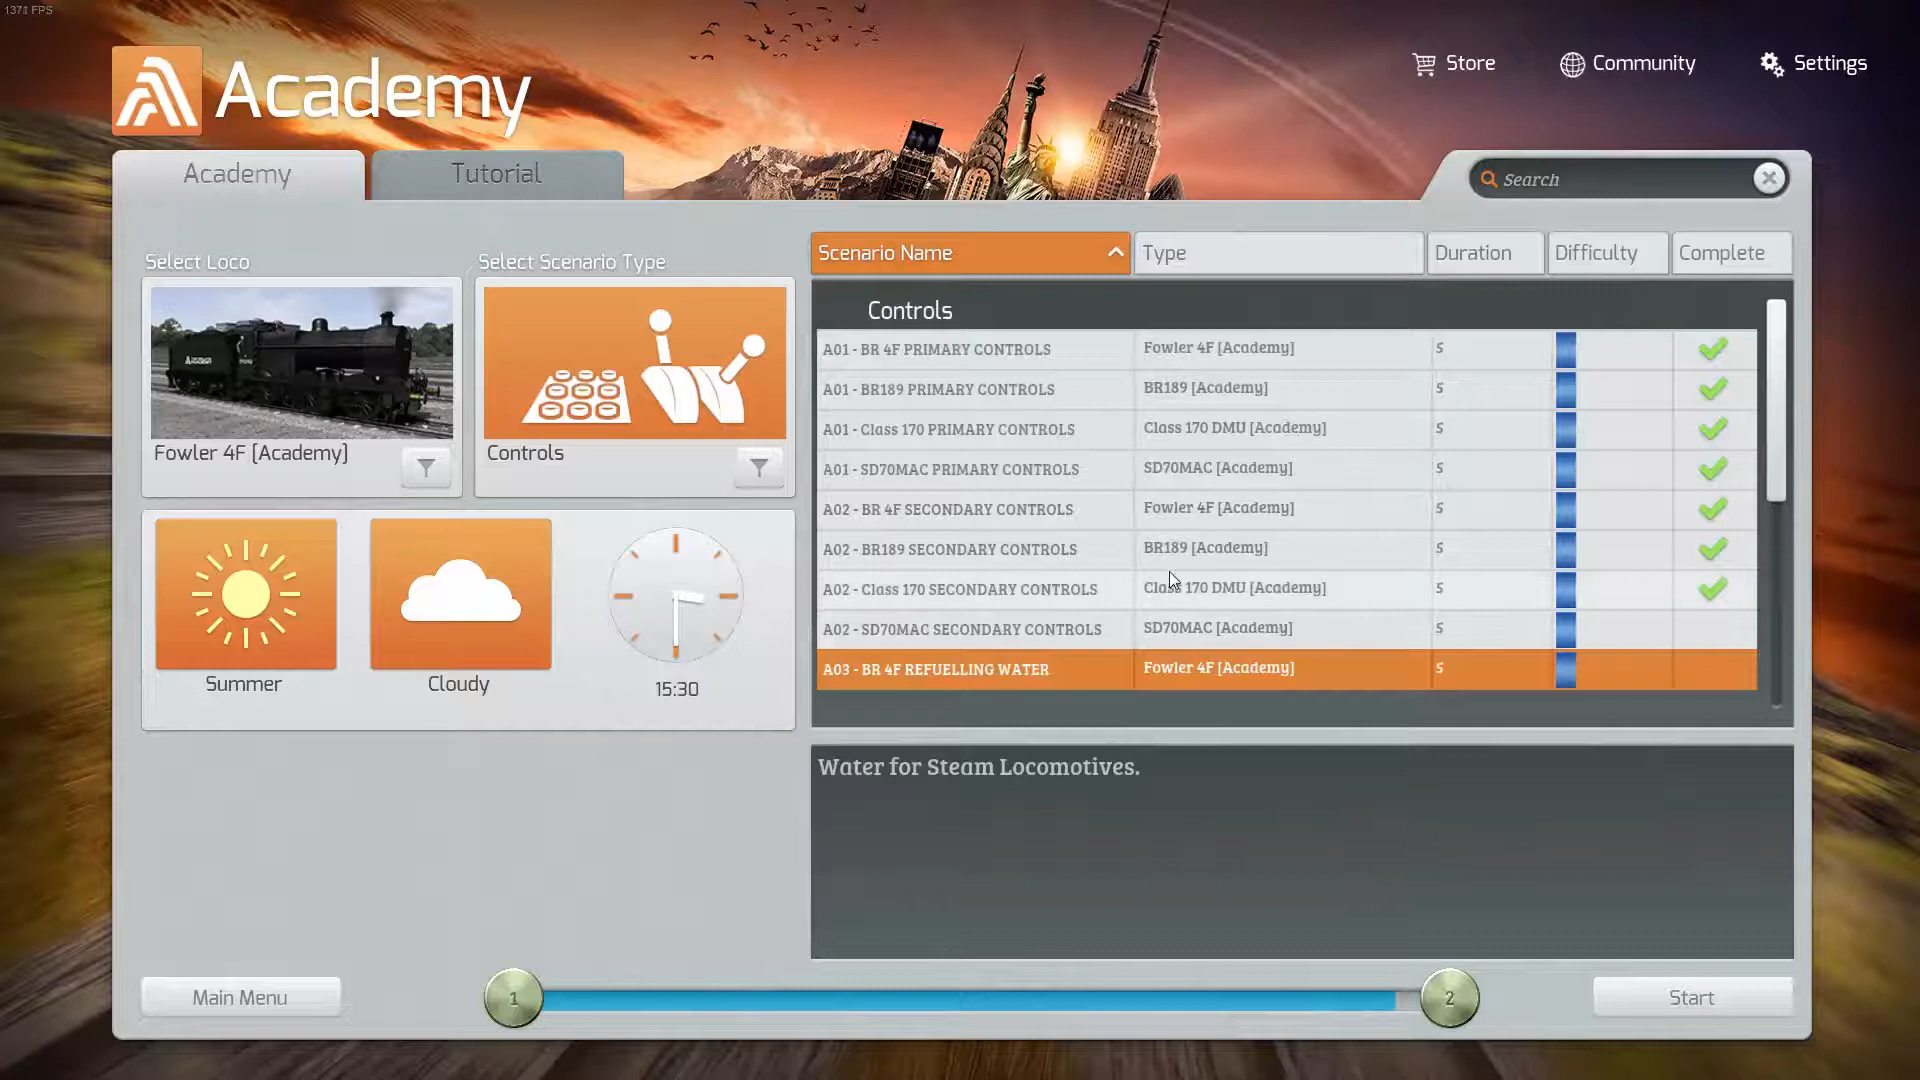 Academy
Store
Community
Settings
Academy
Tutorial
Search
Select Loco
Select Scenario Type
Fowler 4F [Academy]
Controls
Summer
Cloudy
15:30
Scenario Name
Type
Duration
Difficulty
Complete
Controls
A01 - BR 4F PRIMARY CONTROLS Fowler 4F [Academy] 5
A01 - BR189 PRIMARY CONTROLS BR189 [Academy] 5
A01 - Class 170 PRIMARY CONTROLS Class 170 DMU [Academy] 5
A01 - SD70MAC PRIMARY CONTROLS SD70MAC [Academy] 5
A02 - BR 4F SECONDARY CONTROLS Fowler 4F [Academy] 5
A02 - BR189 SECONDARY CONTROLS BR189 [Academy] 5
A02 - Class 170 SECONDARY CONTROLS Class 170 DMU [Academy] 5
A02 - SD70MAC SECONDARY CONTROLS SD70MAC [Academy] 5
A03 - BR 4F REFUELLING WATER Fowler 4F [Academy] 5
Water for Steam Locomotives.
Main Menu
1
2
Start